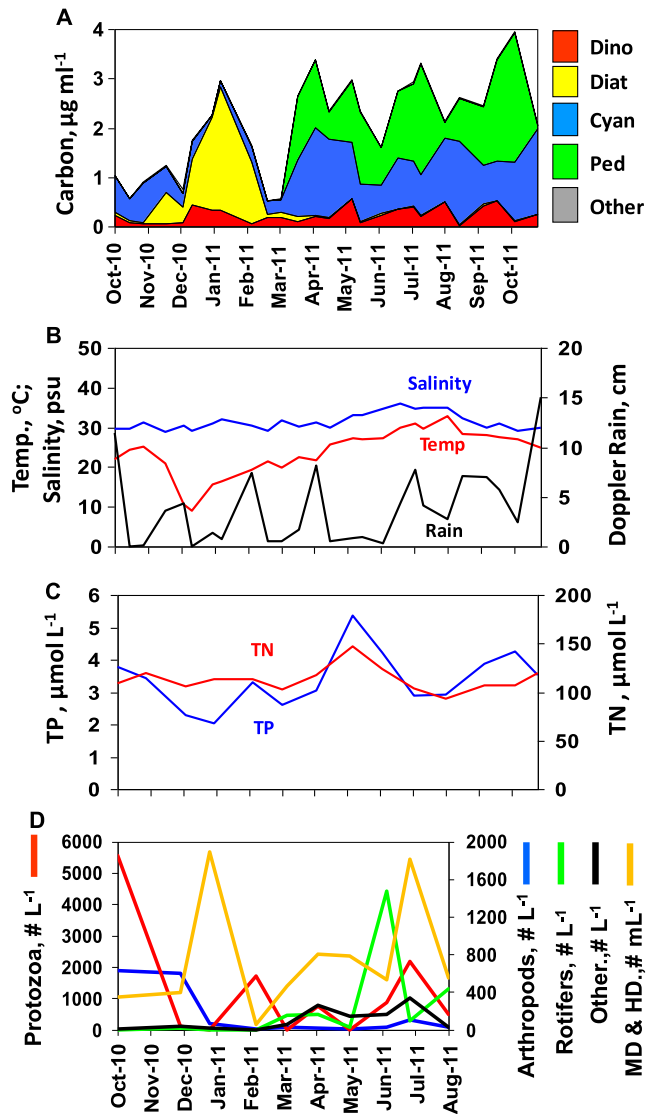 A
Carbon, µg ml-1
4
3
2
1
0
Oct-10
Nov-10
Dec-10
Jan-11
Feb-11
Mar-11
Apr-11
May-11
Jun-11
Jul-11
Aug-11
Sep-11
Oct-11
Dino
Diat
Cyan
Ped
Other
B
Temp., ºC;
Salinity, psu
50
40
30
20
10
0
Salinity
Temp
Rain
20
15
10
5
0
Doppler Rain, cm
C
TP , µmol L-1
6
5
4
3
2
1
0
TN
TP
200
150
100
50
0
TN , µmol L-1
D
Protozoa, # L-1
6000
5000
4000
3000
2000
1000
0
2000
1600
1200
800
400
0
Oct-10
Nov-10
Dec-10
Jan-11
Feb-11
Mar-11
Apr-11
May-11
Jun-11
Jul-11
Aug-11
Arthropods, # L-1
Rotifers, # L-1
Other.,# L-1
MD & HD.,# mL-1